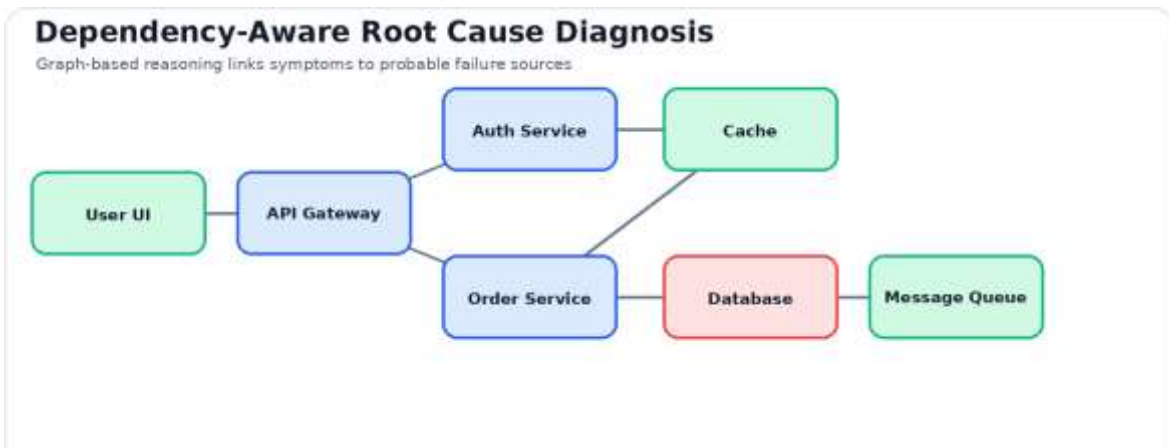 Dependency-Aware Root Cause Diagnosis
Graph-based reasoning links symptoms to probable failure sources
Auth Service
Cache
User UI
API Gateway
Order Service
Database
Message Queue